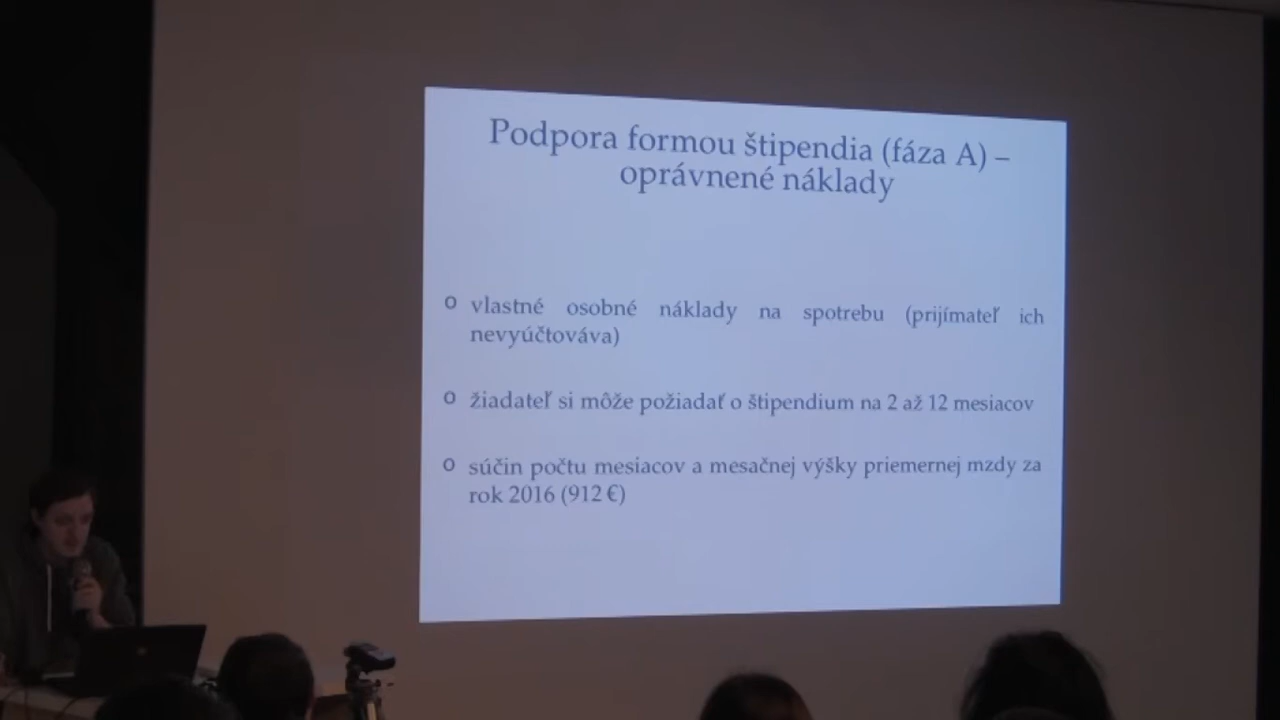 Podpora formou štipendia (fáza A) –
oprávnené náklady
o vlastné osobné náklady na spotrebu (prijímateľ ich
nevyúčtováva)
o žiadateľ si môže požiadať o štipendium na 2 až 12 mesiacov
o súčin počtu mesiacov a mesačnej výšky priemernej mzdy za
rok 2016 (912 €)